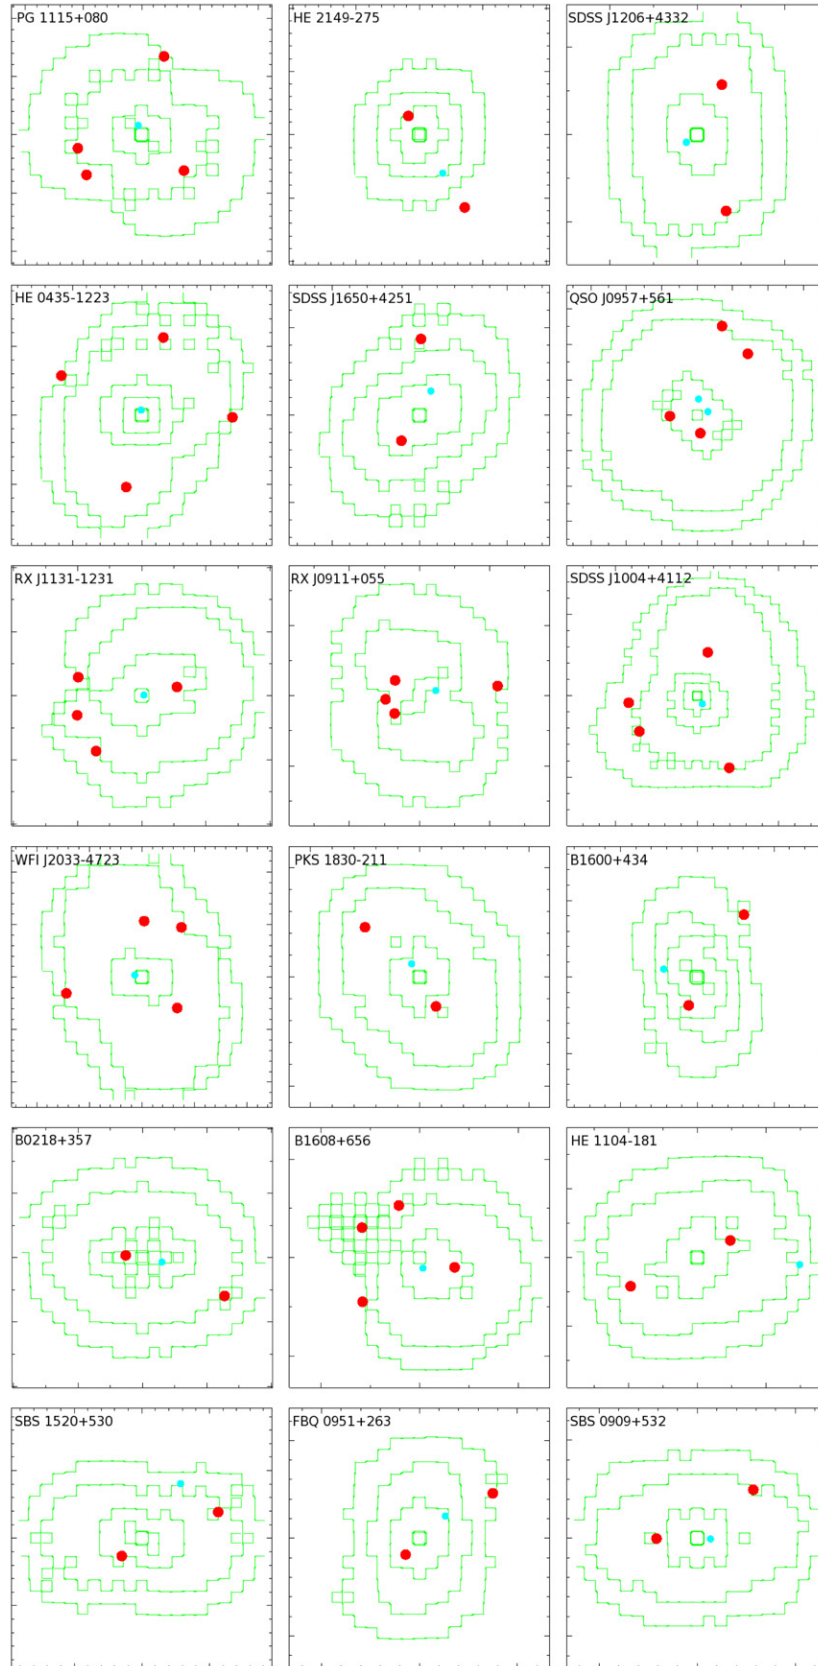 PG 1115+080
HE 2149-275
SDSS J1206+4332
HE 0435-1223
SDSS J1650+4251
QSO J0957+561
RX J1131-1231
RX J0911+055
SDSS J1004+4112
WFI J2033-4723
PKS 1830-211
B1600+434
B0218+357
B1608+656
HE 1104-181
SBS 1520+530
FBQ 0951+263
SBS 0909+532